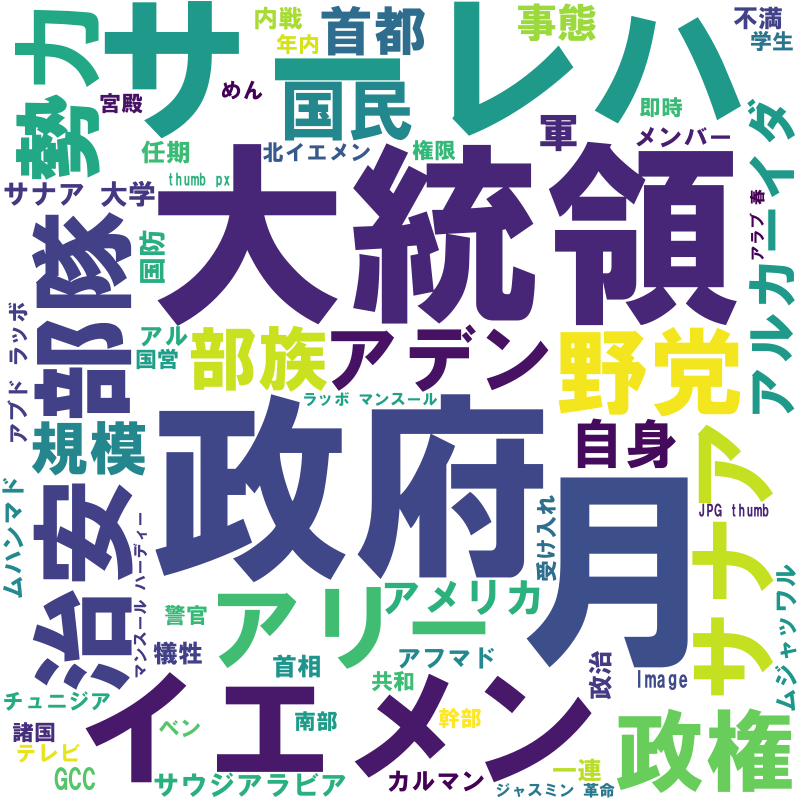 サーレハ
勢力
内戦
年内
首都
事態
不満
学生
宮殿
めん
国民
即時
任期
北イエメン
権限
軍
メンバー
アルカーイダ
thumb px
サナア 大学
大統領
アラブ 春
部隊
国防
アル
国営
部族
アデン
野党
アブド ラッボ
ラッボ マンスール
規模
政府
自身
サナア
JPG thumb
ムハンマド
治安
マンスール ハーディー
受け入れ
月
アリー
アメリカ
警官
犠牲
首相
アフマド
政治
Image
ムジャッワル
共和
チュニジア
イエメン
諸国
ベン
南部
幹部
政権
テレビ
GCC
サウジアラビア
カルマン
一連
ジャスミン 革命